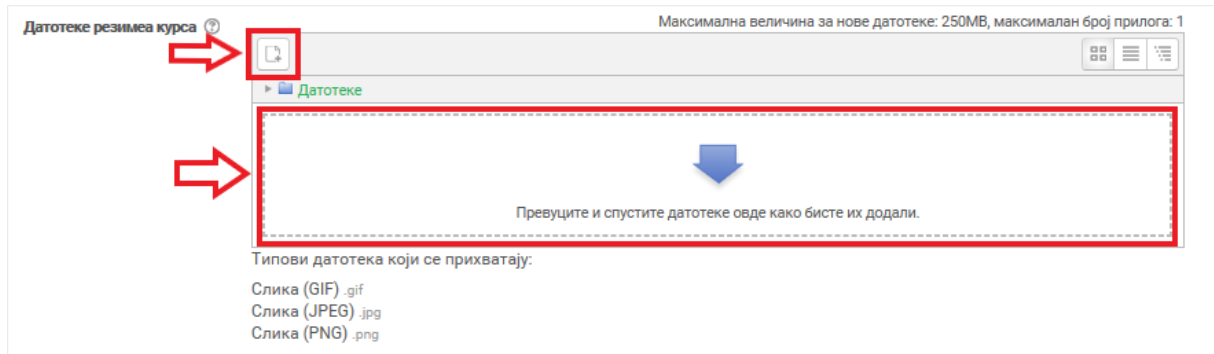 Датотеке резимеа курса
Максимална величина за нове датотеке: 250MB, максималан број прилога: 1
Датотеке
Превуците и спустите датотеке овде како бисте их додали.
Типови датотека који се прихватају:
Слика (GIF) .gif
Слика (JPEG) .jpg
Слика (PNG) .png